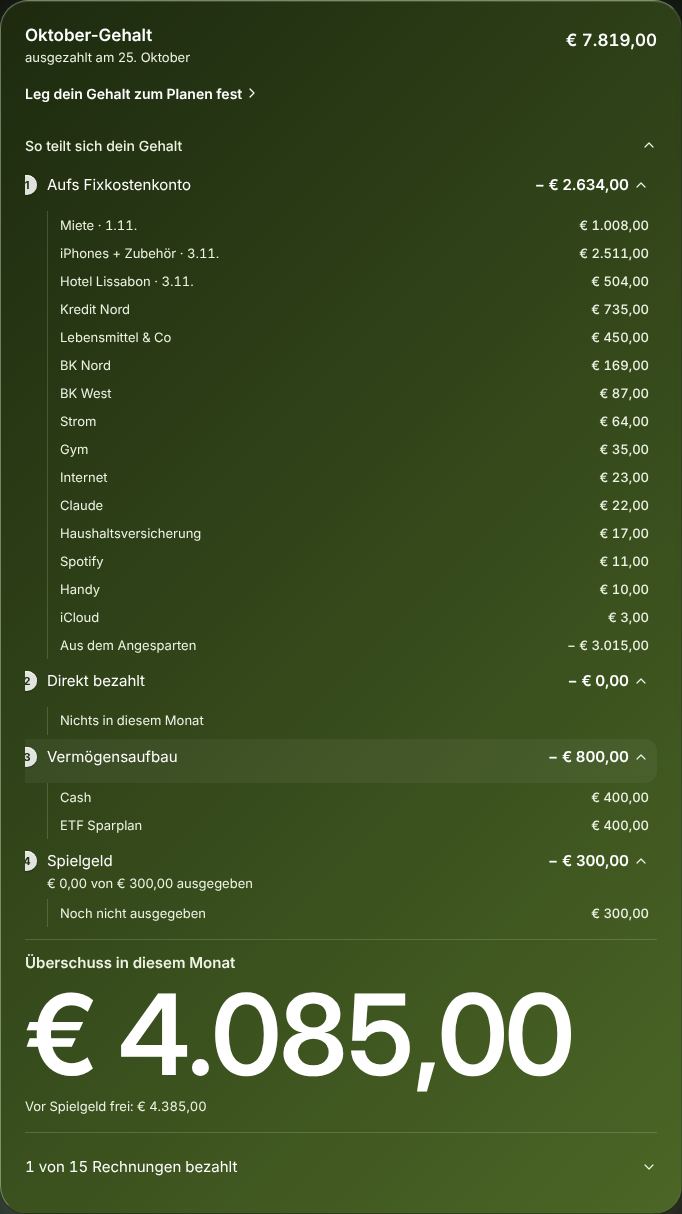 Oktober-Gehalt
€ 7.819,00
ausgezahlt am 25. Oktober
Leg dein Gehalt zum Planen fest
So teilt sich dein Gehalt
1 Aufs Fixkostenkonto – € 2.634,00
Miete · 1.11. € 1.008,00
iPhones + Zubehör · 3.11. € 2.511,00
Hotel Lissabon · 3.11. € 504,00
Kredit Nord € 735,00
Lebensmittel & Co € 450,00
BK Nord € 169,00
BK West € 87,00
Strom € 64,00
Gym € 35,00
Internet € 23,00
Claude € 22,00
Haushaltsversicherung € 17,00
Spotify € 11,00
Handy € 10,00
iCloud € 3,00
Aus dem Angesparten – € 3.015,00
2 Direkt bezahlt – € 0,00
Nichts in diesem Monat
3 Vermögensaufbau – € 800,00
Cash € 400,00
ETF Sparplan € 400,00
4 Spielgeld – € 300,00
€ 0,00 von € 300,00 ausgegeben
Noch nicht ausgegeben € 300,00
Überschuss in diesem Monat
€ 4.085,00
Vor Spielgeld frei: € 4.385,00
1 von 15 Rechnungen bezahlt